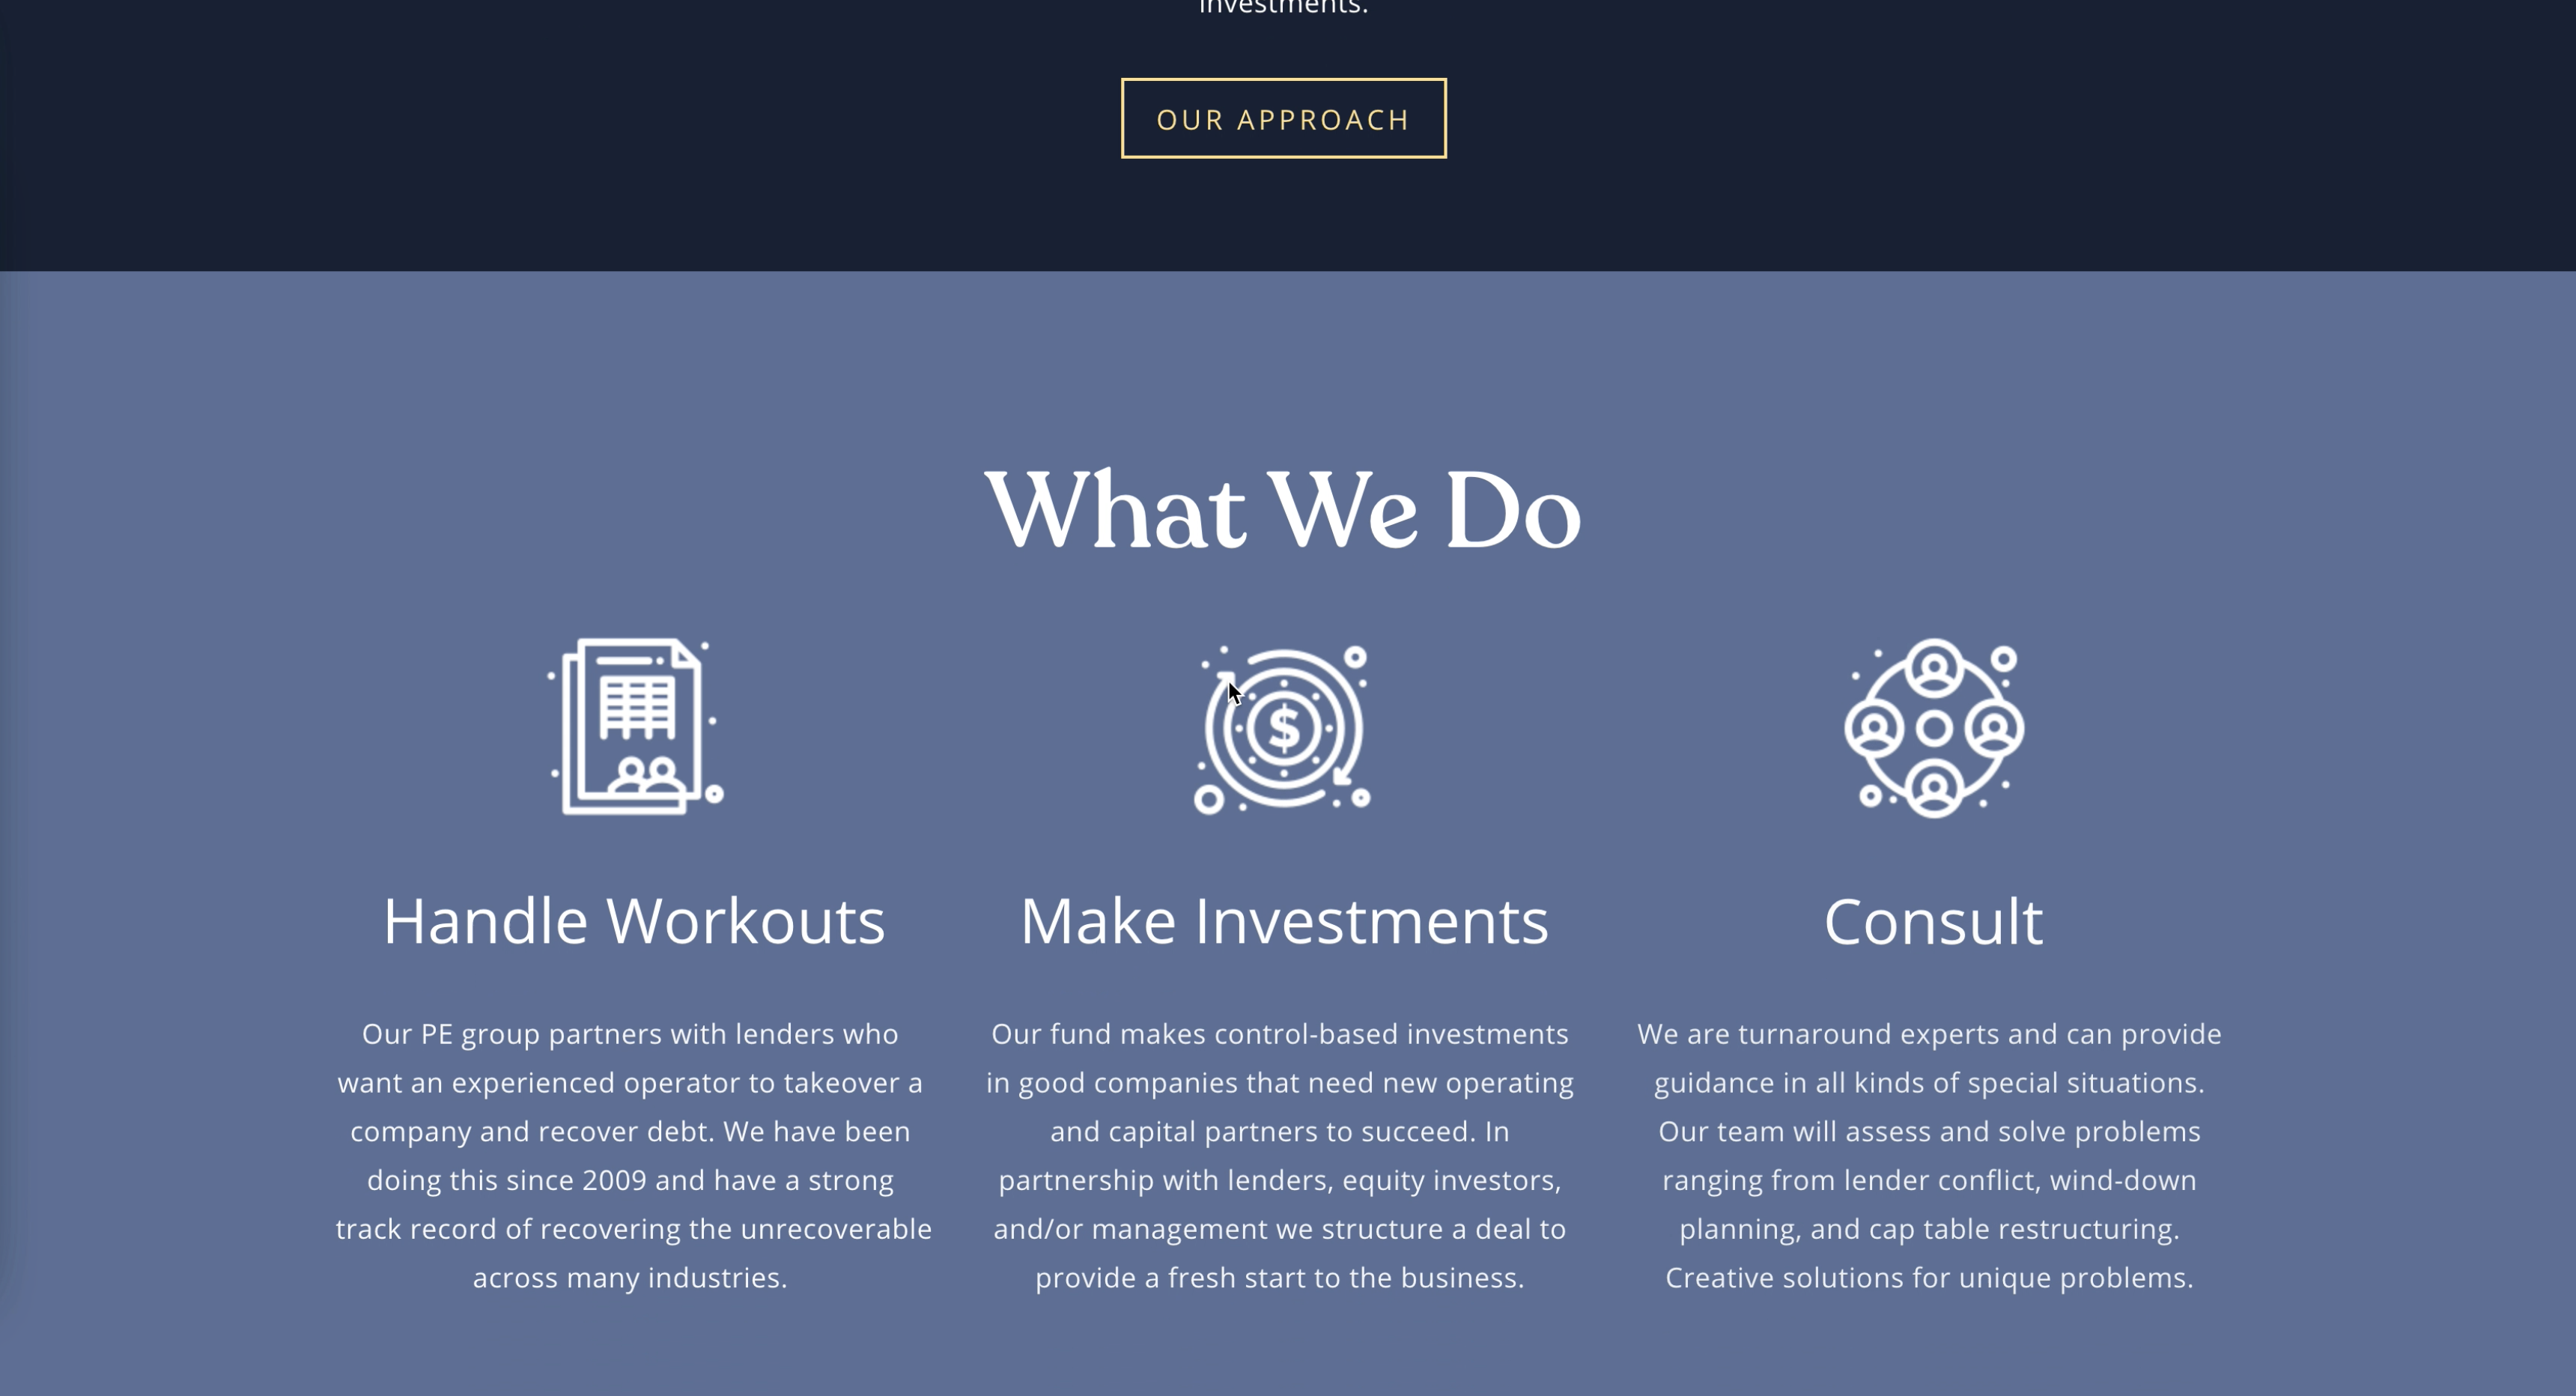 investments.
OUR APPROACH
What We Do
Handle Workouts
Our PE group partners with lenders who
want an experienced operator to takeover a
company and recover debt. We have been
doing this since 2009 and have a strong
track record of recovering the unrecoverable
across many industries.
Make Investments
Our fund makes control-based investments
in good companies that need new operating
and capital partners to succeed. In
partnership with lenders, equity investors,
and/or management we structure a deal to
provide a fresh start to the business.
Consult
We are turnaround experts and can provide
guidance in all kinds of special situations.
Our team will assess and solve problems
ranging from lender conflict, wind-down
planning, and cap table restructuring.
Creative solutions for unique problems.